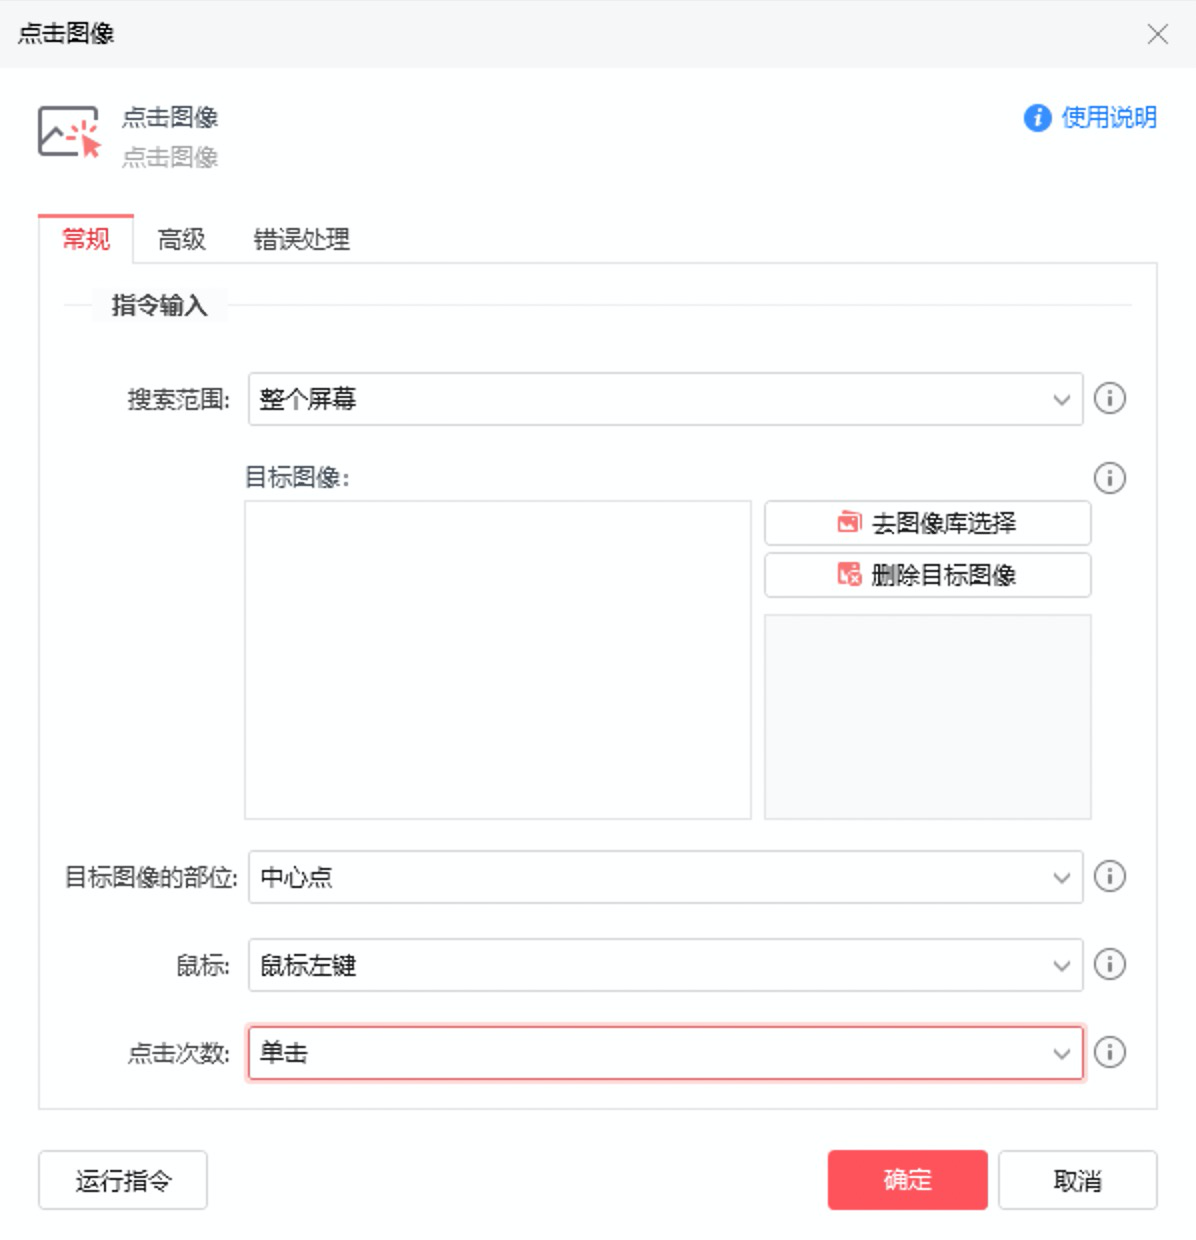 点击图像
点击图像
使用说明
点击图像
常规 高级 错误处理
指令输入
搜索范围: 整个屏幕
目标图像:
去图像库选择
删除目标图像
目标图像的部位: 中心点
鼠标: 鼠标左键
点击次数: 单击
运行指令 确定 取消